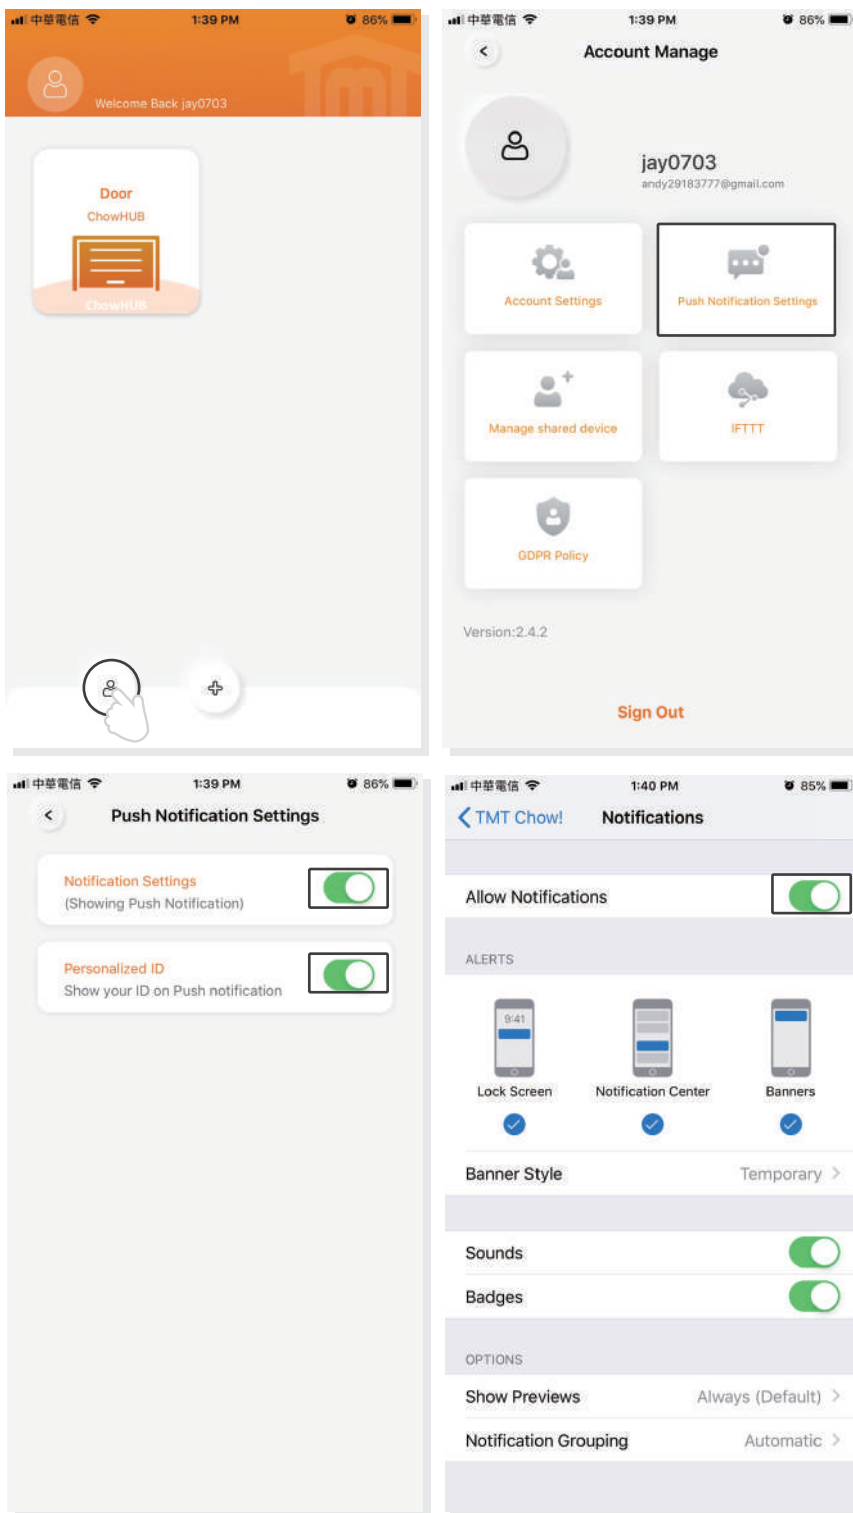 中華電信
1:39 PM
86%
Welcome Back jay0703
Door
ChowHUB
ChowHUB
中華電信
1:39 PM
86%
Account Manage
jay0703
andy29183777@gmail.com
Account Settings
Push Notification Settings
Manage shared device
IFTTT
GDPR Policy
Version:2.4.2
Sign Out
中華電信
1:39 PM
86%
Push Notification Settings
Notification Settings
(Showing Push Notification)
Personalized ID
Show your ID on Push notification
中華電信
1:40 PM
85%
TMT Chow!
Notifications
Allow Notifications
ALERTS
9:41
Lock Screen
Notification Center
Banners
Banner Style
Temporary
Sounds
Badges
OPTIONS
Show Previews
Always (Default)
Notification Grouping
Automatic